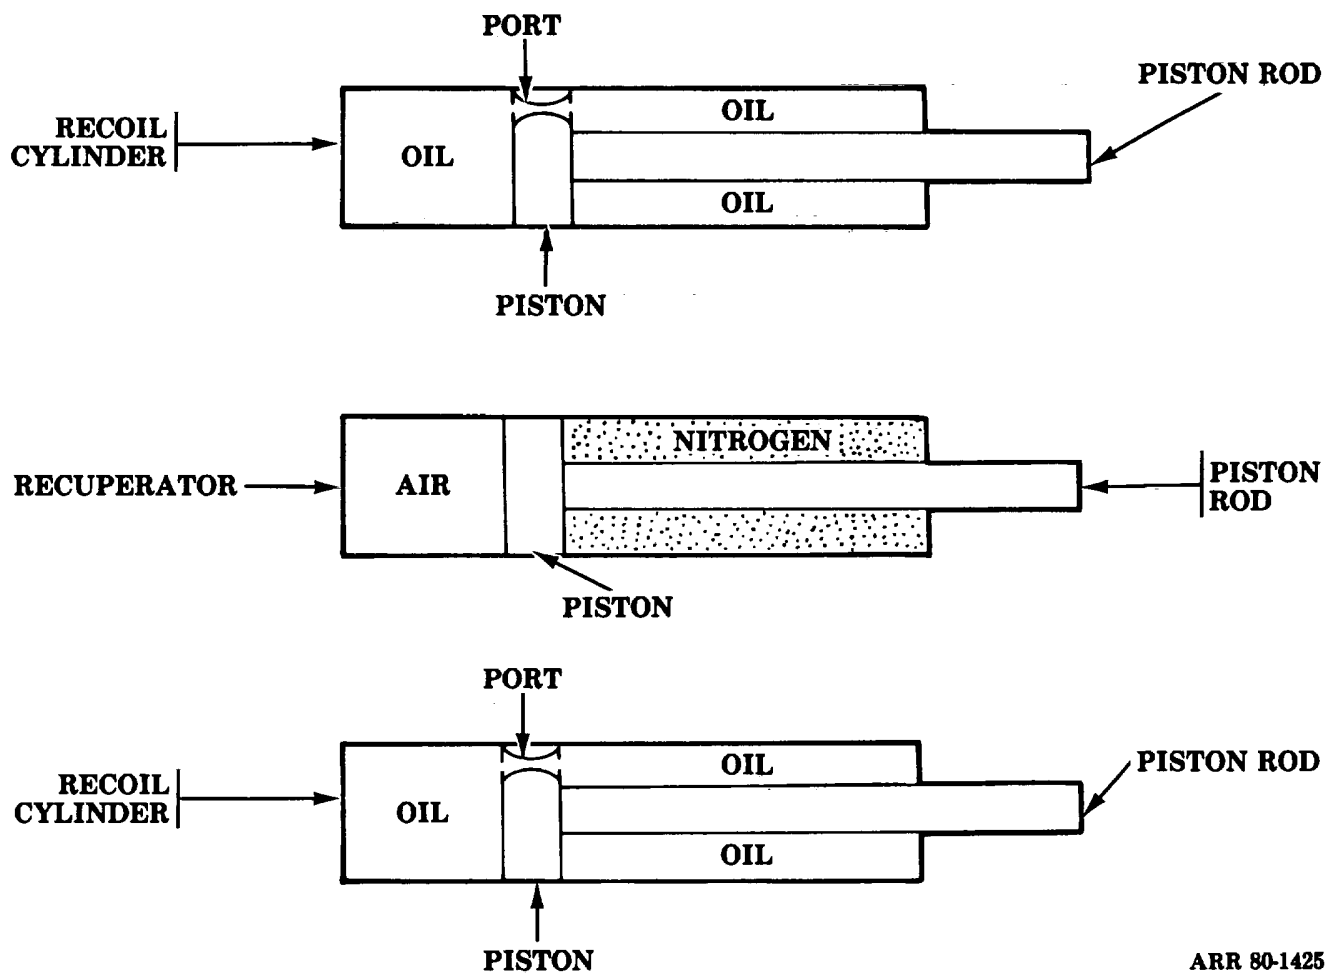 PORT
PISTON ROD
RECOIL
CYLINDER
OIL
OIL
OIL
PISTON
NITROGEN
RECUPERATOR
AIR
PISTON
ROD
PISTON
PORT
PISTON ROD
RECOIL
CYLINDER
OIL
OIL
OIL
PISTON
ARR 80-1425